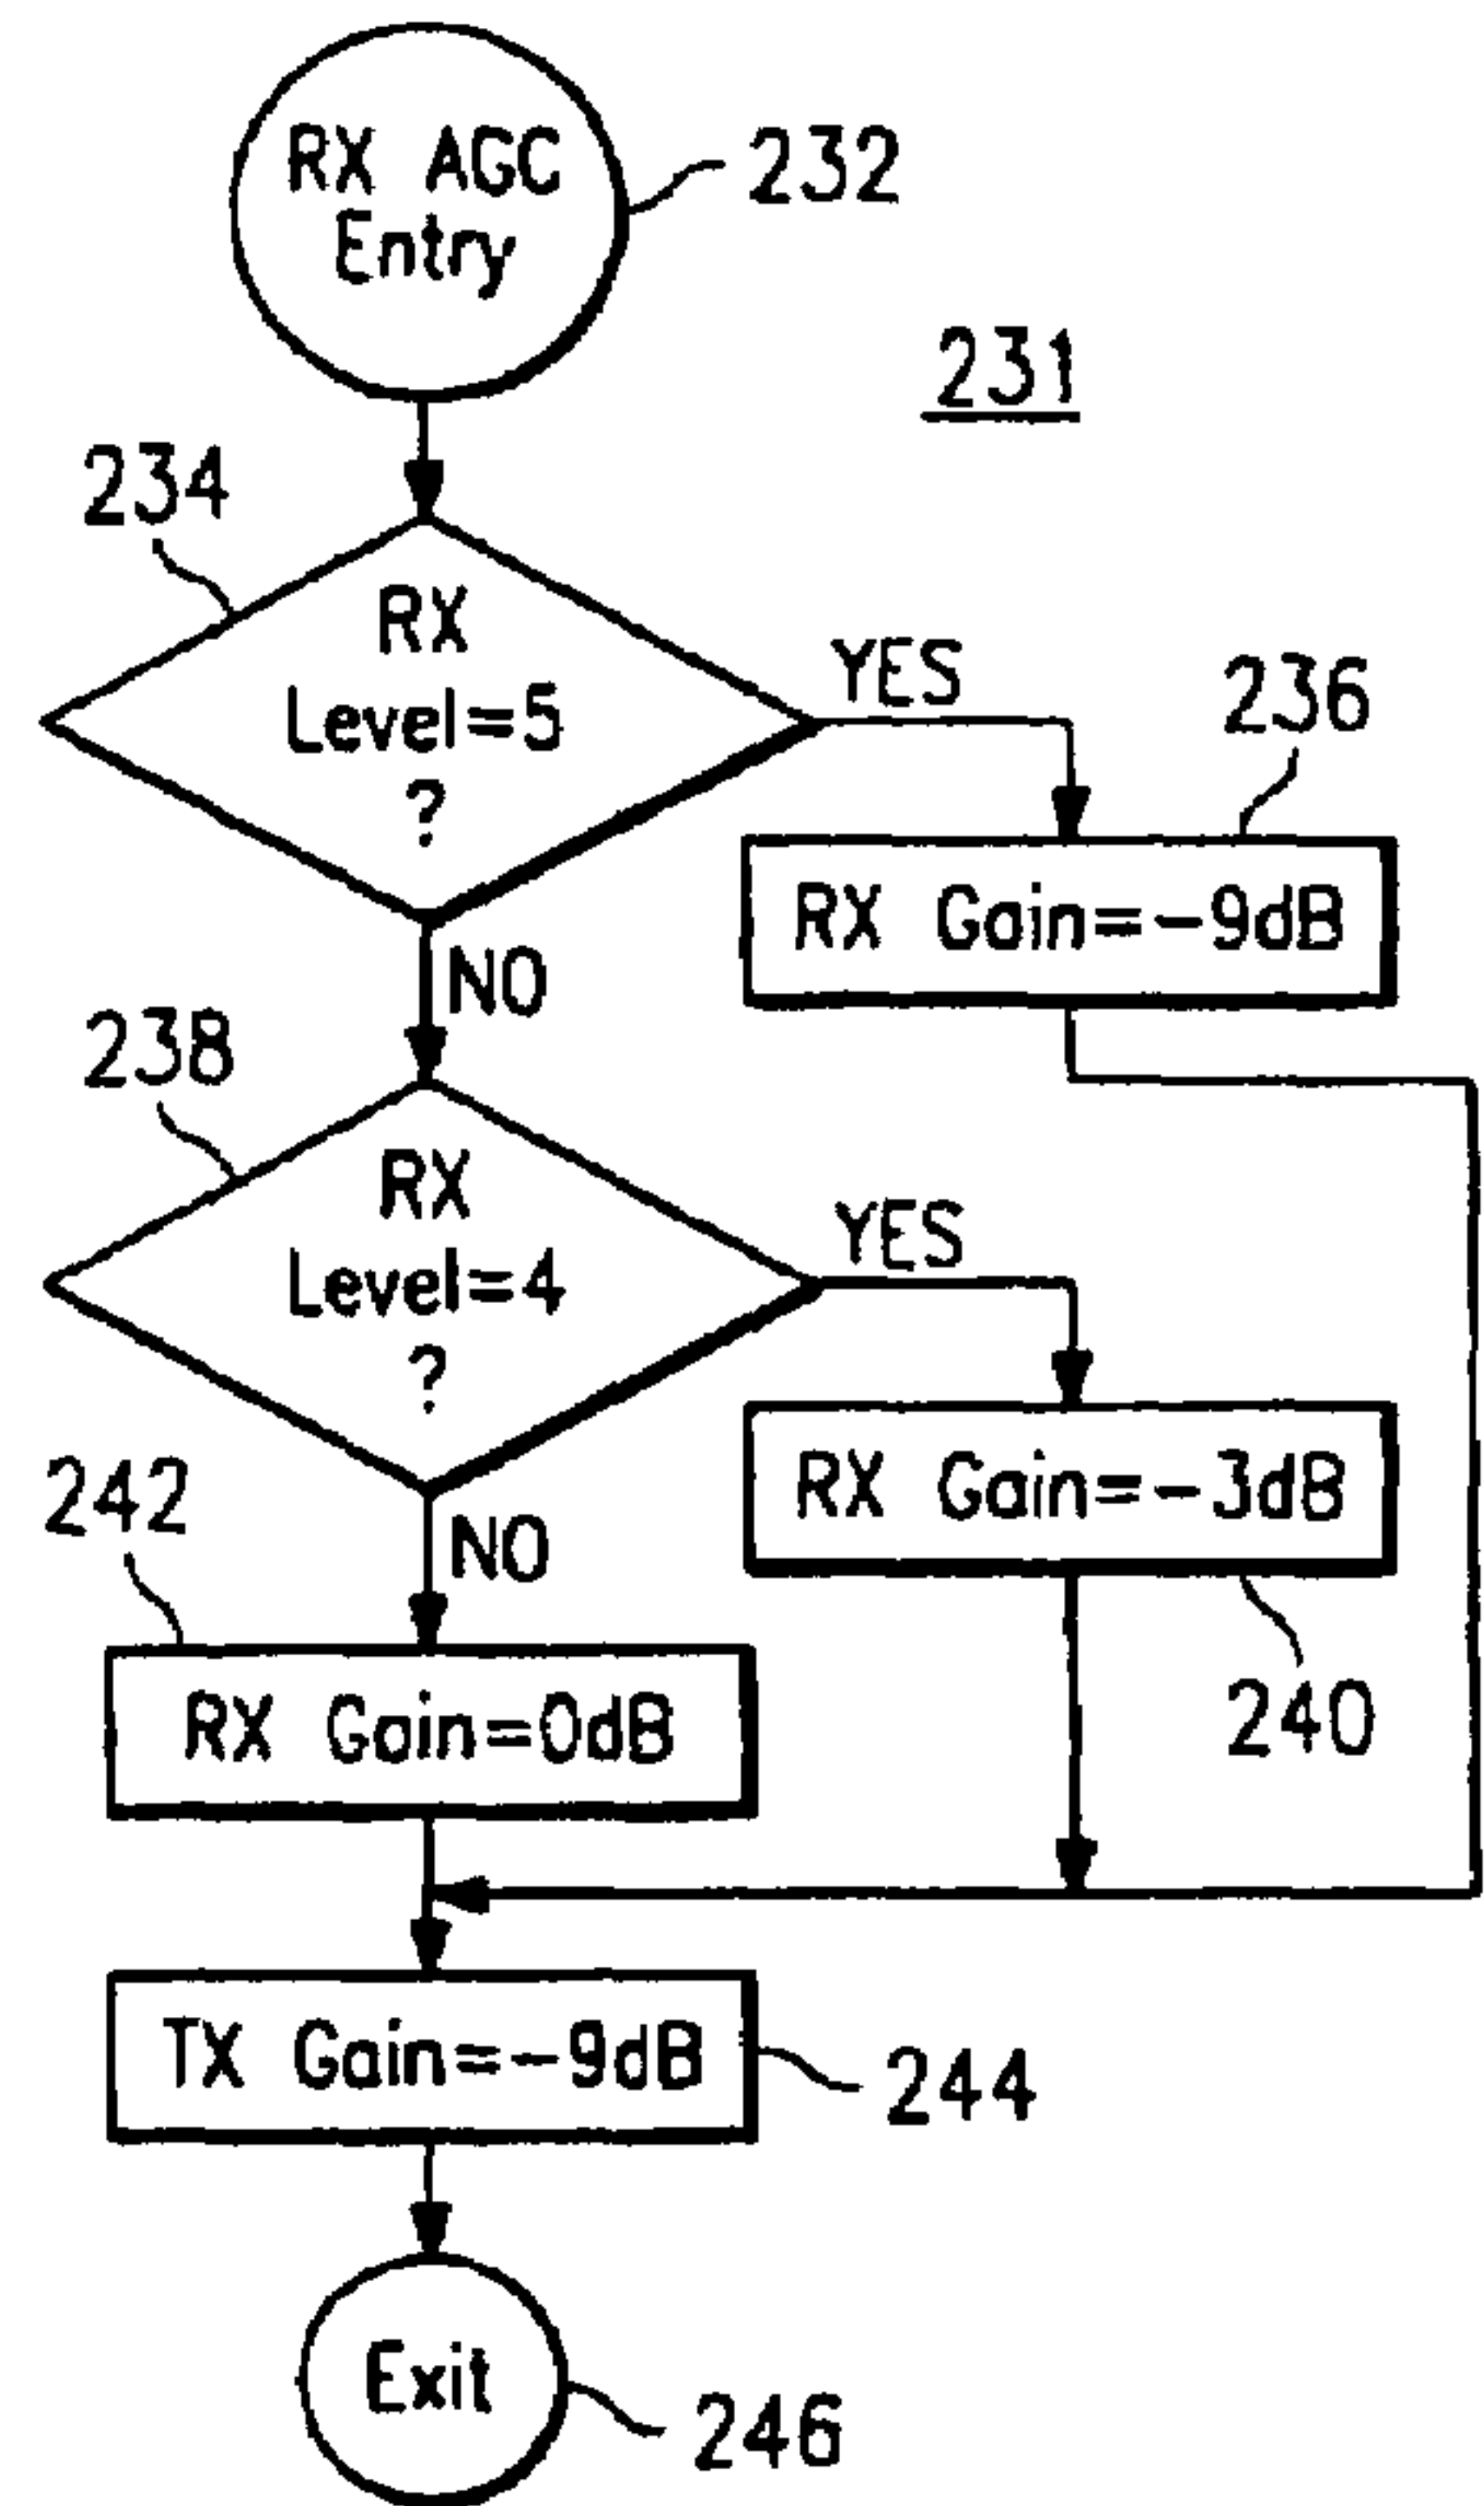 RX AGC
Entry
232
231
234
RX
Level=5
?
YES
236
RX Gain=-9dB
NO
238
RX
Level=4
?
YES
RX Gain=-3dB
242
NO
240
RX Gain=0dB
TX Gain=-9dB
244
Exit
246